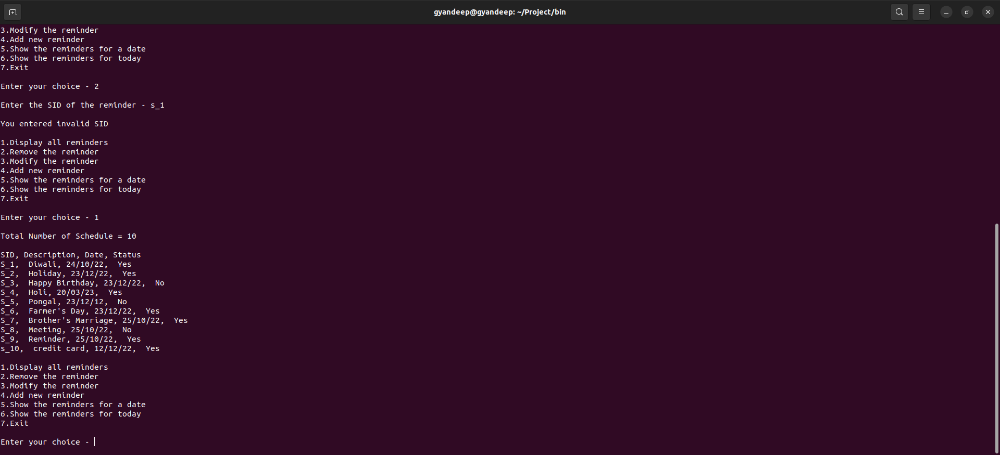 gyandeep@gyandeep: ~/Project/bin
3.Modify the reminder
4.Add new reminder
5.Show the reminders for a date
6.Show the reminders for today
7.Exit
Enter your choice - 2
Enter the SID of the reminder - s_1
You entered invalid SID
1.Display all reminders
2.Remove the reminder
3.Modify the reminder
4.Add new reminder
5.Show the reminders for a date
6.Show the reminders for today
7.Exit
Enter your choice - 1
Total Number of Schedule = 10
SID, Description, Date, Status
S_1,  Diwali, 24/10/22,  Yes
S_2,  Holiday, 23/12/22,  Yes
S_3,  Happy Birthday, 23/12/22,  No
S_4,  Holi, 20/03/23,  Yes
S_5,  Pongal, 23/12/12,  No
S_6,  Farmer's Day, 23/12/22,  Yes
S_7,  Brother's Marriage, 25/10/22,  Yes
S_8,  Meeting, 25/10/22,  No
S_9,  Reminder, 25/10/22,  Yes
s_10,  credit card, 12/12/22,  Yes
1.Display all reminders
2.Remove the reminder
3.Modify the reminder
4.Add new reminder
5.Show the reminders for a date
6.Show the reminders for today
7.Exit
Enter your choice -